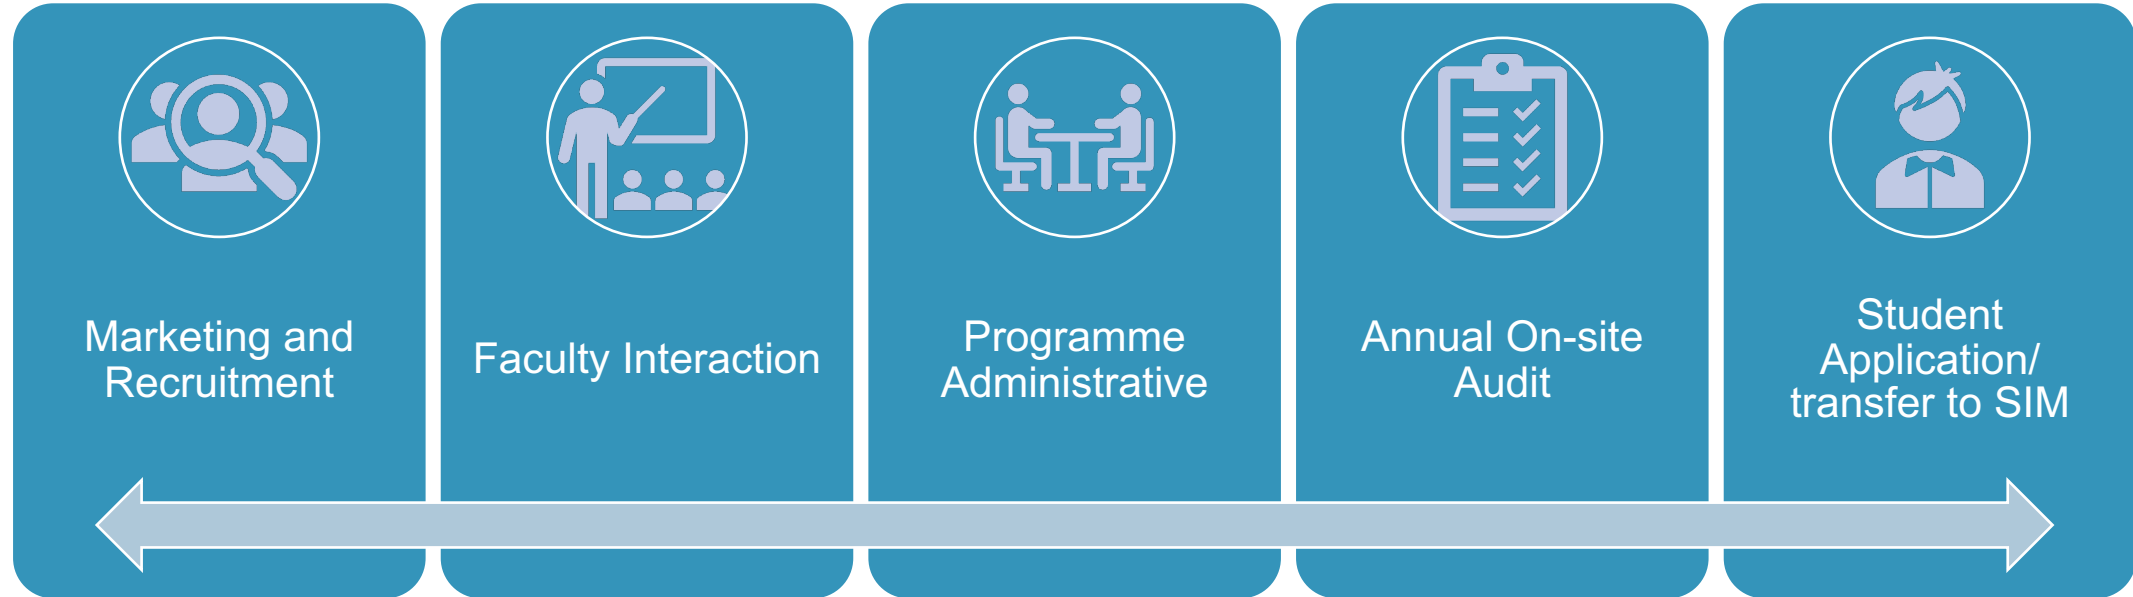 Marketing and
Recruitment
Faculty Interaction
Programme
Administrative
Annual On-site
Audit
Student
Application/
transfer to SIM